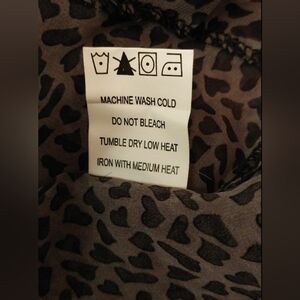 MACHINE WASH COLD
DO NOT BLEACH
TUMBLE DRY LOW HEAT
IRON WITH MEDIUM HEAT